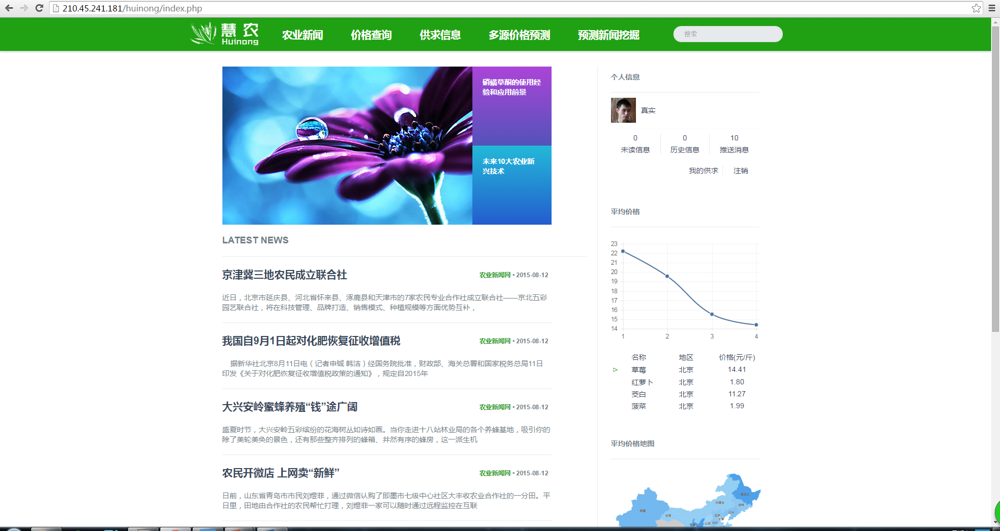 210.45.241.181/huinong/index.php
慧农
Huinong
农业新闻
价格查询
供求信息
多源价格预测
预测新闻挖掘
搜索
硝磺草酮的使用经
验和应用前景
未来10大农业新
兴技术
LATEST NEWS
京津冀三地农民成立联合社
农业新闻网 • 2015-08-12
近日，北京市延庆县、河北省怀来县、涿鹿县和天津市的7家农民专业合作社成立联合社——京北五彩
园艺联合社，将在科技管理、品牌打造、销售模式、种植规模等方面优势互补，
我国自9月1日起对化肥恢复征收增值税
农业新闻网 • 2015-08-12
据新华社北京8月11日电（记者申铖 韩洁）经国务院批准，财政部、海关总署和国家税务总局11日
印发《关于对化肥恢复征收增值税政策的通知》，规定自2015年
大兴安岭蜜蜂养殖“钱”途广阔
农业新闻网 • 2015-08-12
盛夏时节，大兴安岭五彩缤纷的花海树丛如诗如画。当你走进十八站林业局的各个养蜂基地，吸引你的
除了美轮美奂的景色，还有那些整齐排列的蜂箱、井然有序的蜂房，这一派生机
农民开微店 上网卖“新鲜”
农业新闻网 • 2015-08-12
日前，山东省青岛市市民刘煜菲，通过微信认购了即墨市七级中心社区大丰收农业合作社的一分田。平
日里，田地由合作社的农民帮忙打理，刘煜菲一家可以随时通过远程监控在互联
个人信息
真实
0 0 10
未读信息 历史信息 推送消息
我的供求 注销
平均价格
23
22
21
20
19
18
17
16
15
14
1 2 3 4
名称 地区 价格(元/斤)
草莓 北京 14.41
红萝卜 北京 1.80
茭白 北京 11.27
菠菜 北京 1.99
平均价格地图
黑龙江
内蒙古
吉林
新疆
辽宁
甘肃
北京
天津
山西 河北